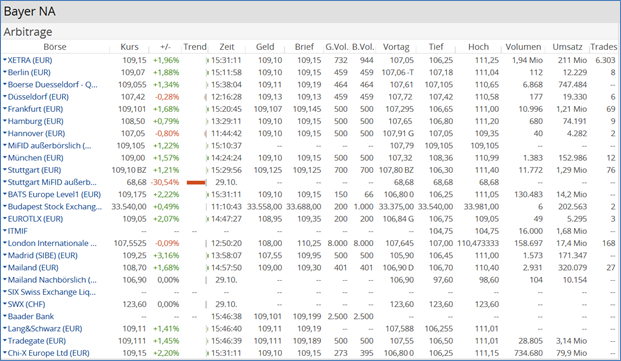 Bayer NA
Arbitrage
Börse Kurs +/- Trend Zeit Geld Brief G.Vol. B.Vol. Vortag Tief Hoch Volumen Umsatz Trades
XETRA (EUR) 109,15 +1,96% 15:31:11 109,10 109,15 732 944 107,05 106,25 111,25 1,94 Mio 211 Mio 6.303
Berlin (EUR) 109,07 +1,88% 15:11:58 109,10 109,15 459 459 107,06 -T 107,18 111,04 112 12.229 8
Boerse Duesseldorf - Q... 109,055 +1,34% 15:38:04 109,11 109,19 464 464 107,61 107,105 110,65 6.868 747.484 --
Düsseldorf (EUR) 107,42 -0,28% 12:16:28 109,13 109,13 459 -- 107,72 107,42 110,58 177 19.330 6
Frankfurt (EUR) 109,01 +1,68% 15:20:45 109,107 109,145 500 500 107,21 106,255 111,00 10.996 1,21 Mio 69
Hamburg (EUR) 108,50 +0,79% 13:29:11 109,10 109,15 500 500 107,65 106,80 111,20 680 74.191 9
Hannover (EUR) 107,05 -0,80% 11:44:42 109,10 109,15 500 500 107,91 G 107,05 109,35 40 4.282 2
MiFID außerbörslich (... 109,105 +1,22% 15:10:37 -- -- -- -- 107,79 109,105 109,105 -- -- --
München (EUR) 109,00 +1,57% 14:24:24 109,10 109,15 500 500 107,32 108,36 110,99 1.383 152.986 12
Stuttgart (EUR) 109,10 BZ +1,21% 15:29:56 109,125 109,125 700 700 107,80 BZ 106,30 111,40 11.772 1,29 Mio 76
Stuttgart MiFID außerb... 68,68 -30,54% 29.10. -- -- -- -- -- 68,68 68,68 -- -- --
BATS Europe Level1 (EUR) 109,175 +2,22% 15:31:11 109,10 109,15 150 66 106,80 O 106,25 111,25 130.483 14,2 Mio --
Budapest Stock Exchang... 33.540,00 +0,49% 11:10:43 33.558,00 33.688,00 200 1.000 33.375,00 33.540,00 33.981,00 6 202.563 2
EUROTLX (EUR) 109,05 +2,07% 14:47:27 108,95 109,35 200 200 106,84 G 106,75 109,05 49 5.295 3
ITMIF -- -- -- -- -- -- -- 104,75 104,75 16.000 1,68 Mio --
London Internationale ... 107,5525 -0,09% 12:50:20 108,00 110,25 8.000 8.000 107,645 107,00 110,473333 158.697 17,4 Mio 168
Madrid (SIBE) (EUR) 109,25 +3,16% 13:58:07 107,55 109,95 500 500 105,90 106,45 111,00 1.573 171.347 --
Mailand (EUR) 108,70 +1,68% 14:57:50 109,00 109,30 401 401 106,90 D 106,70 110,40 2.931 320.079 27
Mailand Nachbörslich (... 106,90 0,00% 29.10. -- -- -- -- 106,90 97,60 98,60 104 10.154 --
SIX Swiss Exchange Liq... -- -- -- -- -- -- -- -- -- -- -- --
SWX (CHF) 123,60 0,00% 29.10. -- -- -- -- 123,60 123,60 123,60 -- -- --
Baader Bank -- -- 15:46:38 109,101 109,199 2.500 2.500 -- -- -- -- -- --
Lang&Schwarz (EUR) 109,11 +1,41% 15:46:40 109,11 109,19 -- -- 107,588 106,255 111,01 -- -- --
Tradegate (EUR) 109,111 +1,45% 15:46:39 109,111 109,189 500 500 107,55 106,50 111,01 28.805 3,14 Mio --
Chi-X Europe Ltd (EUR) 109,15 +2,20% 15:31:11 109,10 109,15 273 395 106,80 O 106,25 111,15 734.680 79,9 Mio --